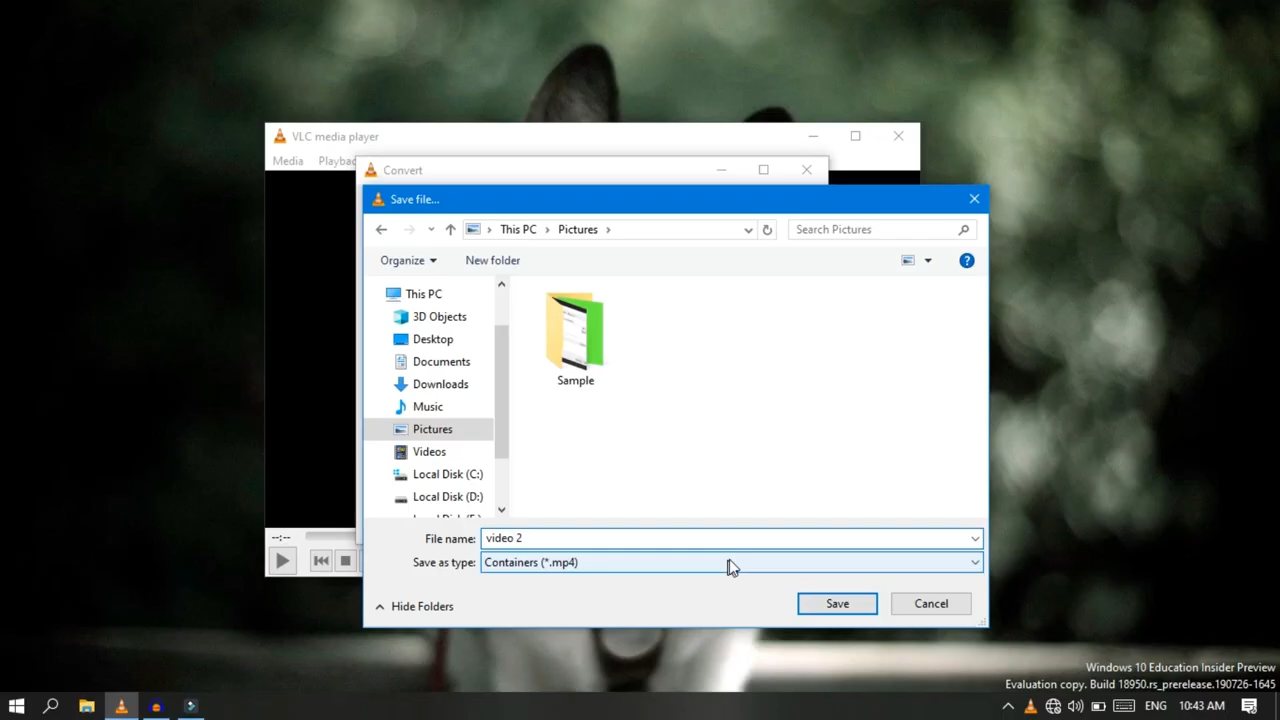 VLC media player
Media Playbac
Convert
Save file...
This PC Pictures
Search Pictures
Organize
New folder
This PC
3D Objects
Desktop
Documents
Downloads
Music
Pictures
Videos
Local Disk (C:)
Local Disk (D:)
Sample
--:--
File name: video 2
Save as type: Containers (*.mp4)
Hide Folders
Save
Cancel
Windows 10 Education Insider Preview
Evaluation copy. Build 18950.rs_prerelease.190726-1645
ENG 10:43 AM